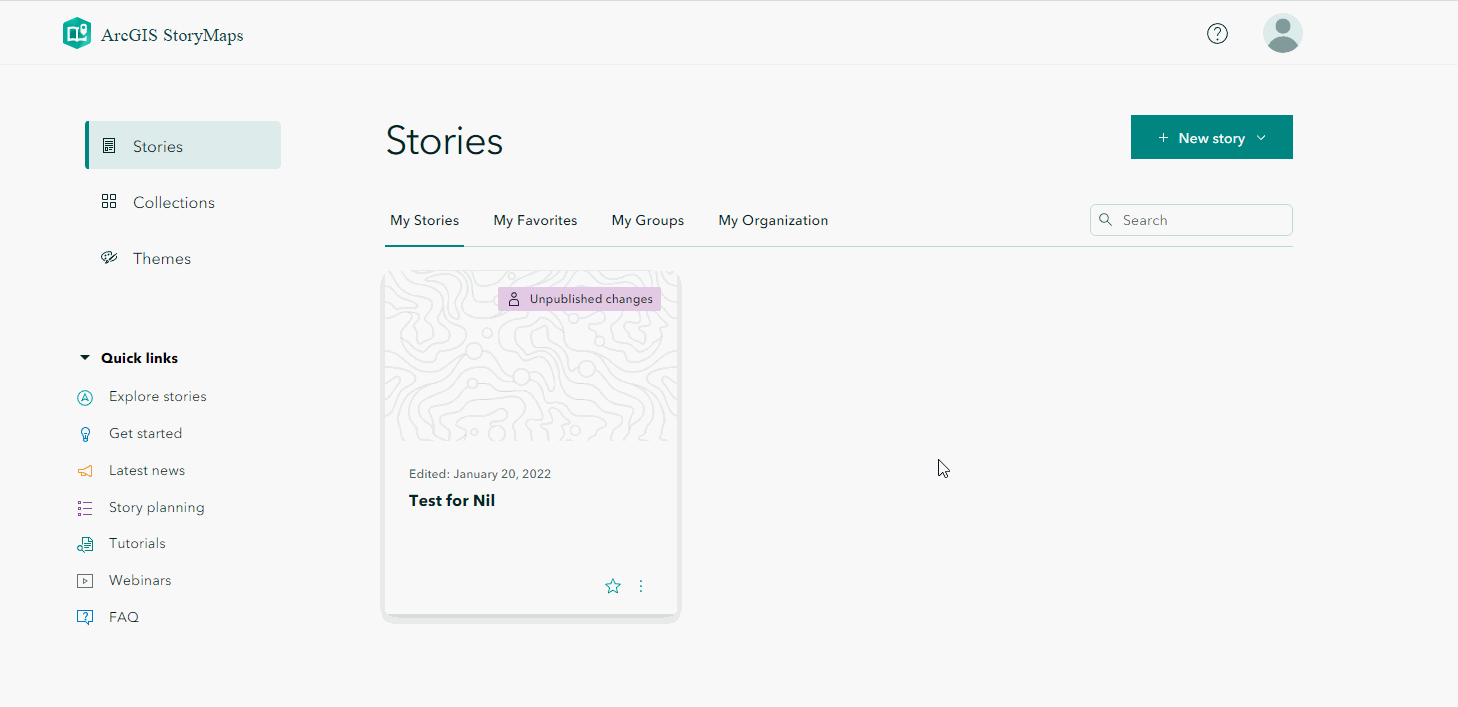 ArcGIS StoryMaps
Stories
Collections
Themes
Quick links
Explore stories
Get started
Latest news
Story planning
Tutorials
Webinars
FAQ
Stories
+ New story
My Stories My Favorites My Groups My Organization
Search
Unpublished changes
Edited: January 20, 2022
Test for Nil